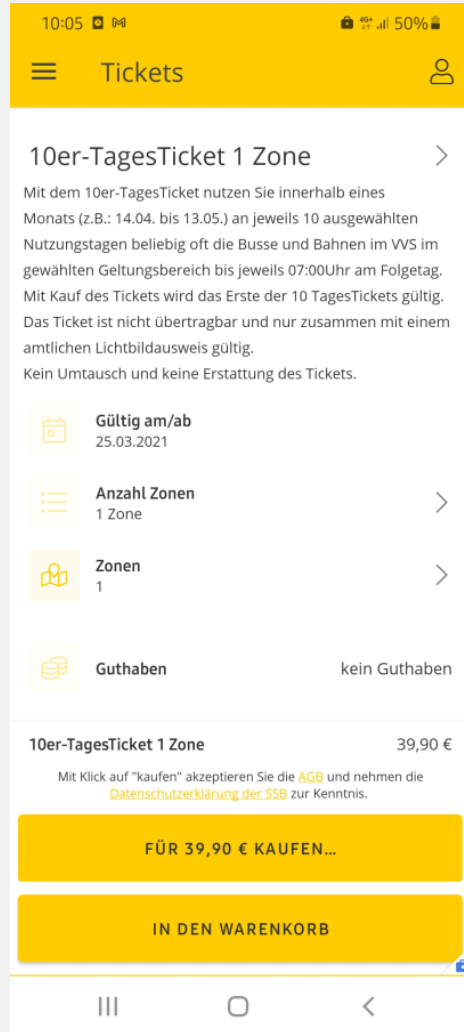 10:05 50%
Tickets
10er-TagesTicket 1 Zone
Mit dem 10er-TagesTicket nutzen Sie innerhalb eines
Monats (z.B.: 14.04. bis 13.05.) an jeweils 10 ausgewählten
Nutzungstagen beliebig oft die Busse und Bahnen im VVS im
gewählten Geltungsbereich bis jeweils 07:00Uhr am Folgetag.
Mit Kauf des Tickets wird das Erste der 10 TagesTickets gültig.
Das Ticket ist nicht übertragbar und nur zusammen mit einem
amtlichen Lichtbildausweis gültig.
Kein Umtausch und keine Erstattung des Tickets.
Gültig am/ab
25.03.2021
Anzahl Zonen
1 Zone
Zonen
1
Guthaben kein Guthaben
10er-TagesTicket 1 Zone 39,90 €
Mit Klick auf "kaufen" akzeptieren Sie die AGB und nehmen die
Datenschutzerklärung der SSB zur Kenntnis.
FÜR 39,90 € KAUFEN...
IN DEN WARENKORB